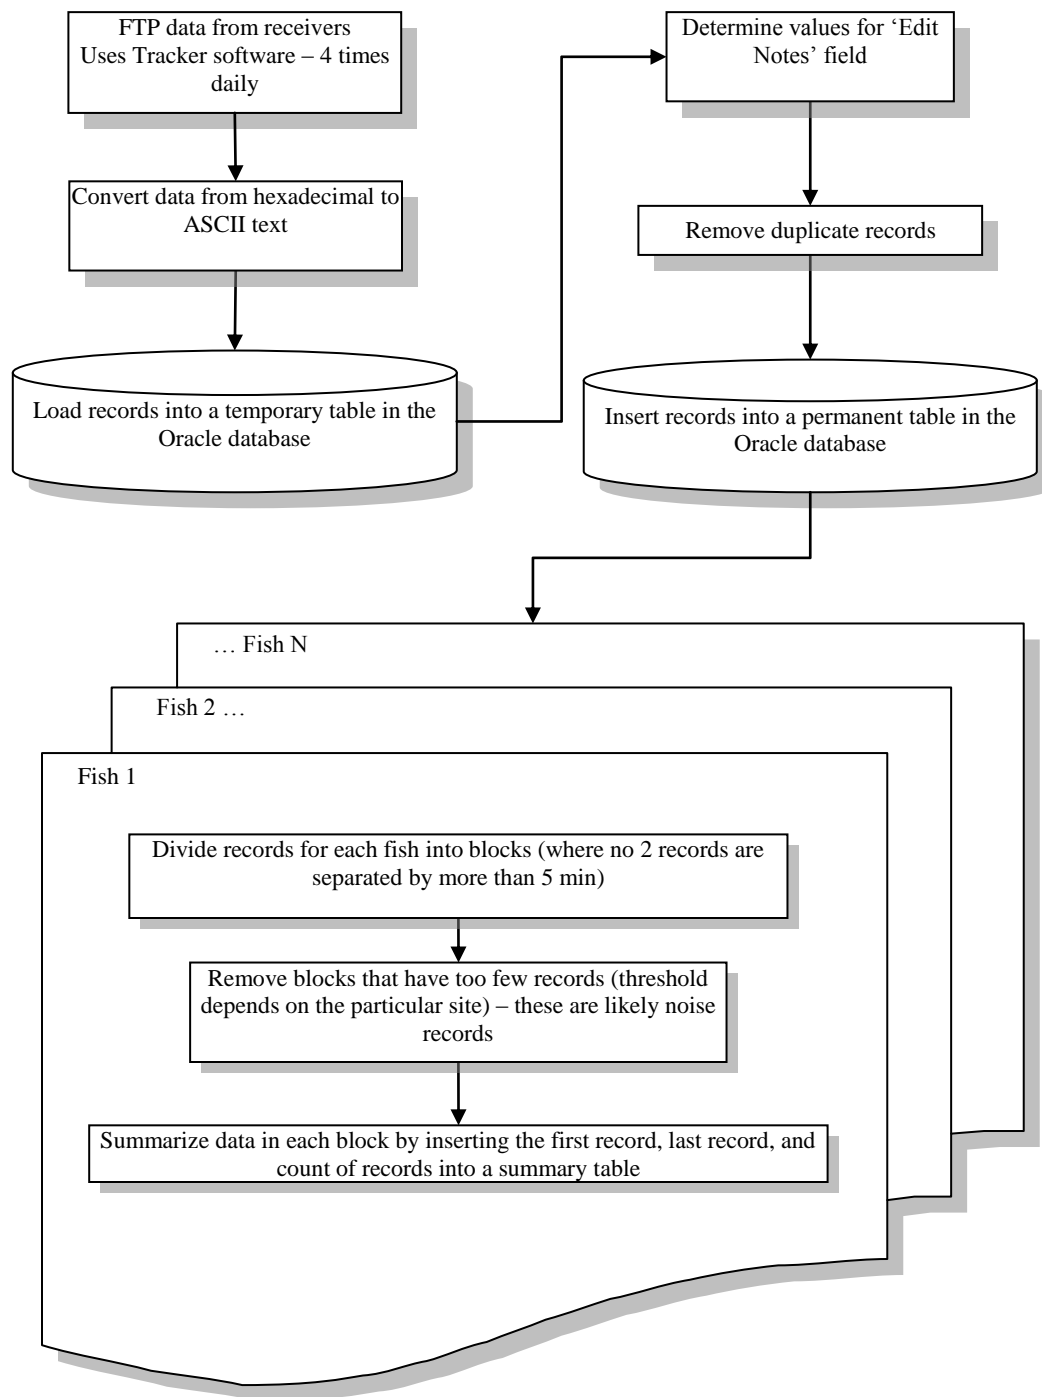 FTP data from receivers
Uses Tracker software – 4 times
daily
Convert data from hexadecimal to
ASCII text
Load records into a temporary table in the
Oracle database
Determine values for ‘Edit
Notes’ field
Remove duplicate records
Insert records into a permanent table in the
Oracle database
… Fish N
Fish 2 …
Fish 1
Divide records for each fish into blocks (where no 2 records are
separated by more than 5 min)
Remove blocks that have too few records (threshold
depends on the particular site) – these are likely noise
records
Summarize data in each block by inserting the first record, last record, and
count of records into a summary table